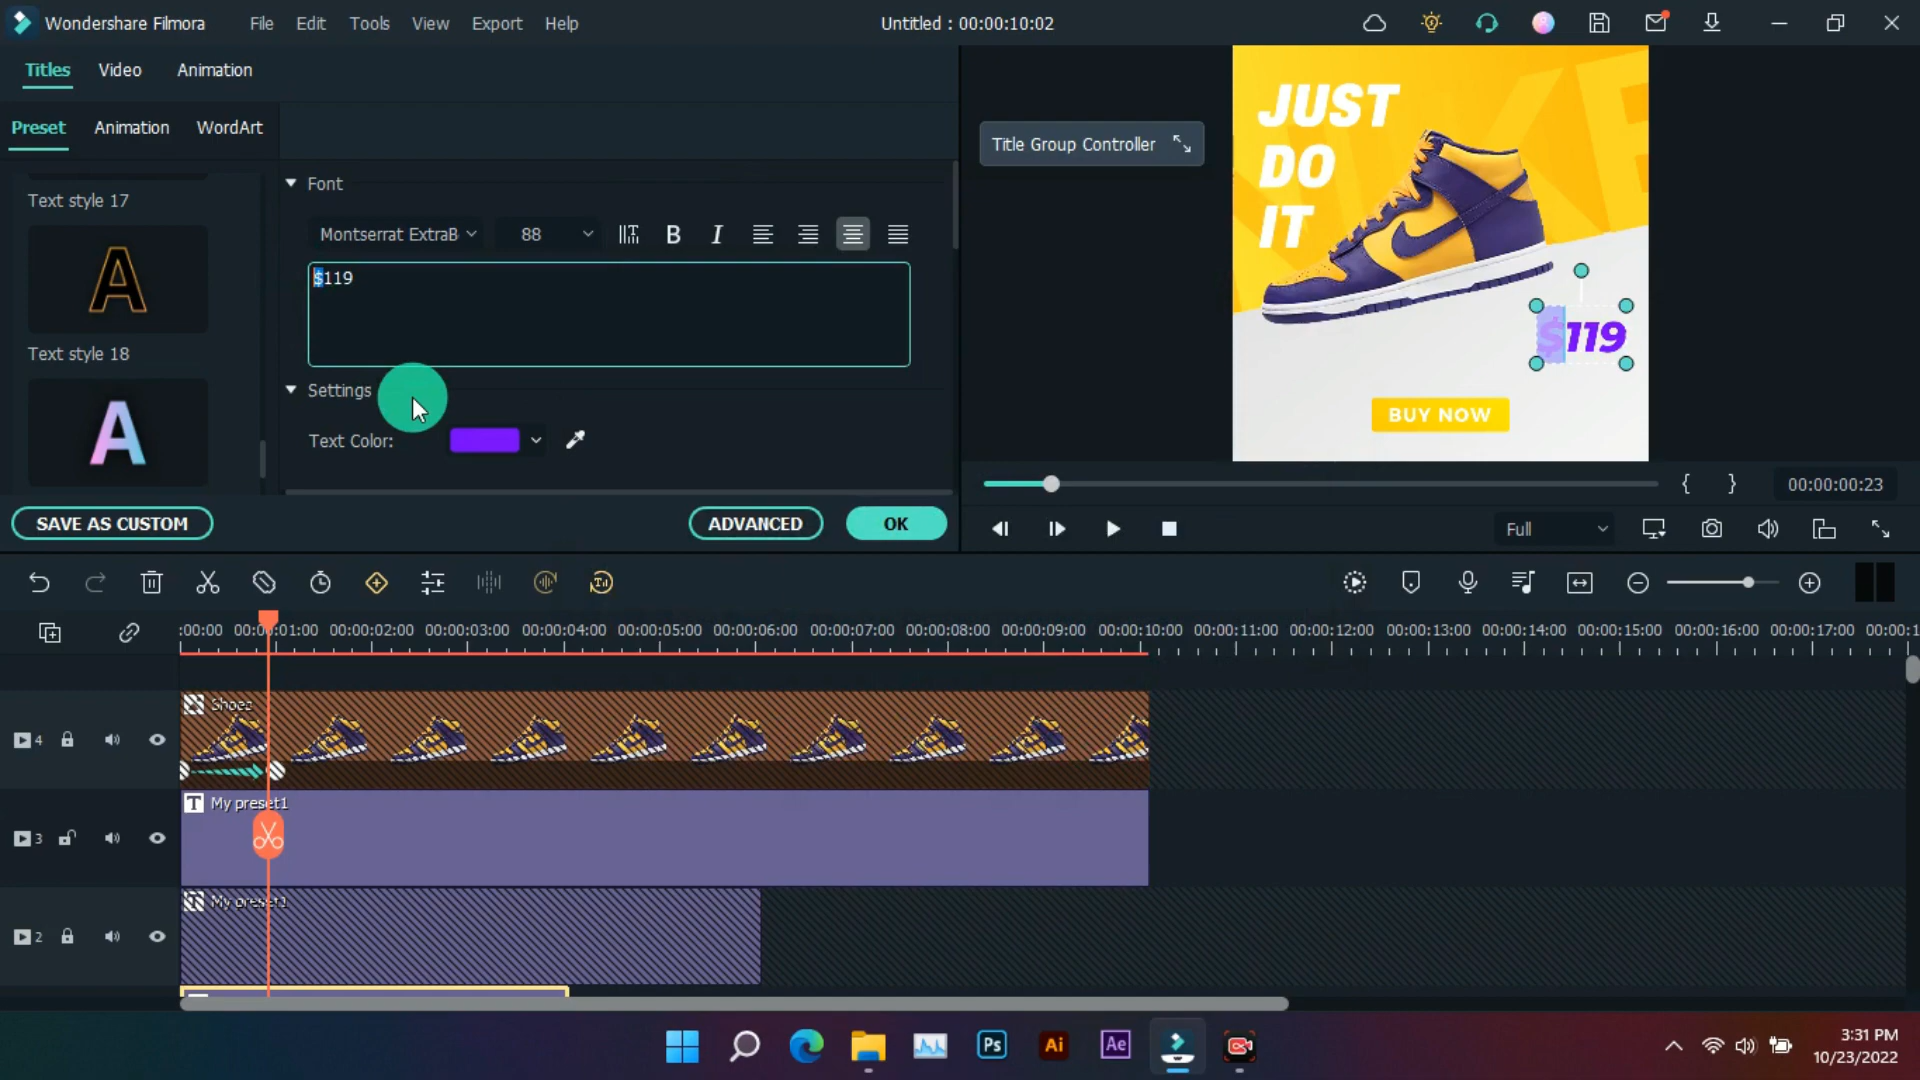 Wondershare Filmora
File
Edit
Tools
View
Export
Help
Untitled : 00:00:10:02
Titles
Video
Animation
Preset
Animation
WordArt
Text style 17
A
Text style 18
A
Font
Montserrat ExtraB
88
B
I
$119
Settings
Text Color:
SAVE AS CUSTOM
ADVANCED
OK
Title Group Controller
NIKE
JUST
DO
IT
$119
BUY NOW
{ }
00:00:00:23
Full
:00:00
00:00:01:00
00:00:02:00
00:00:03:00
00:00:04:00
00:00:05:00
00:00:06:00
00:00:07:00
00:00:08:00
00:00:09:00
00:00:10:00
00:00:11:00
00:00:12:00
00:00:13:00
00:00:14:00
00:00:15:00
00:00:16:00
00:00:17:00
00:00:1
4
Shoes
3
T
My preset1
2
T
My preset1
Ps
Ai
Ae
3:31 PM
10/23/2022